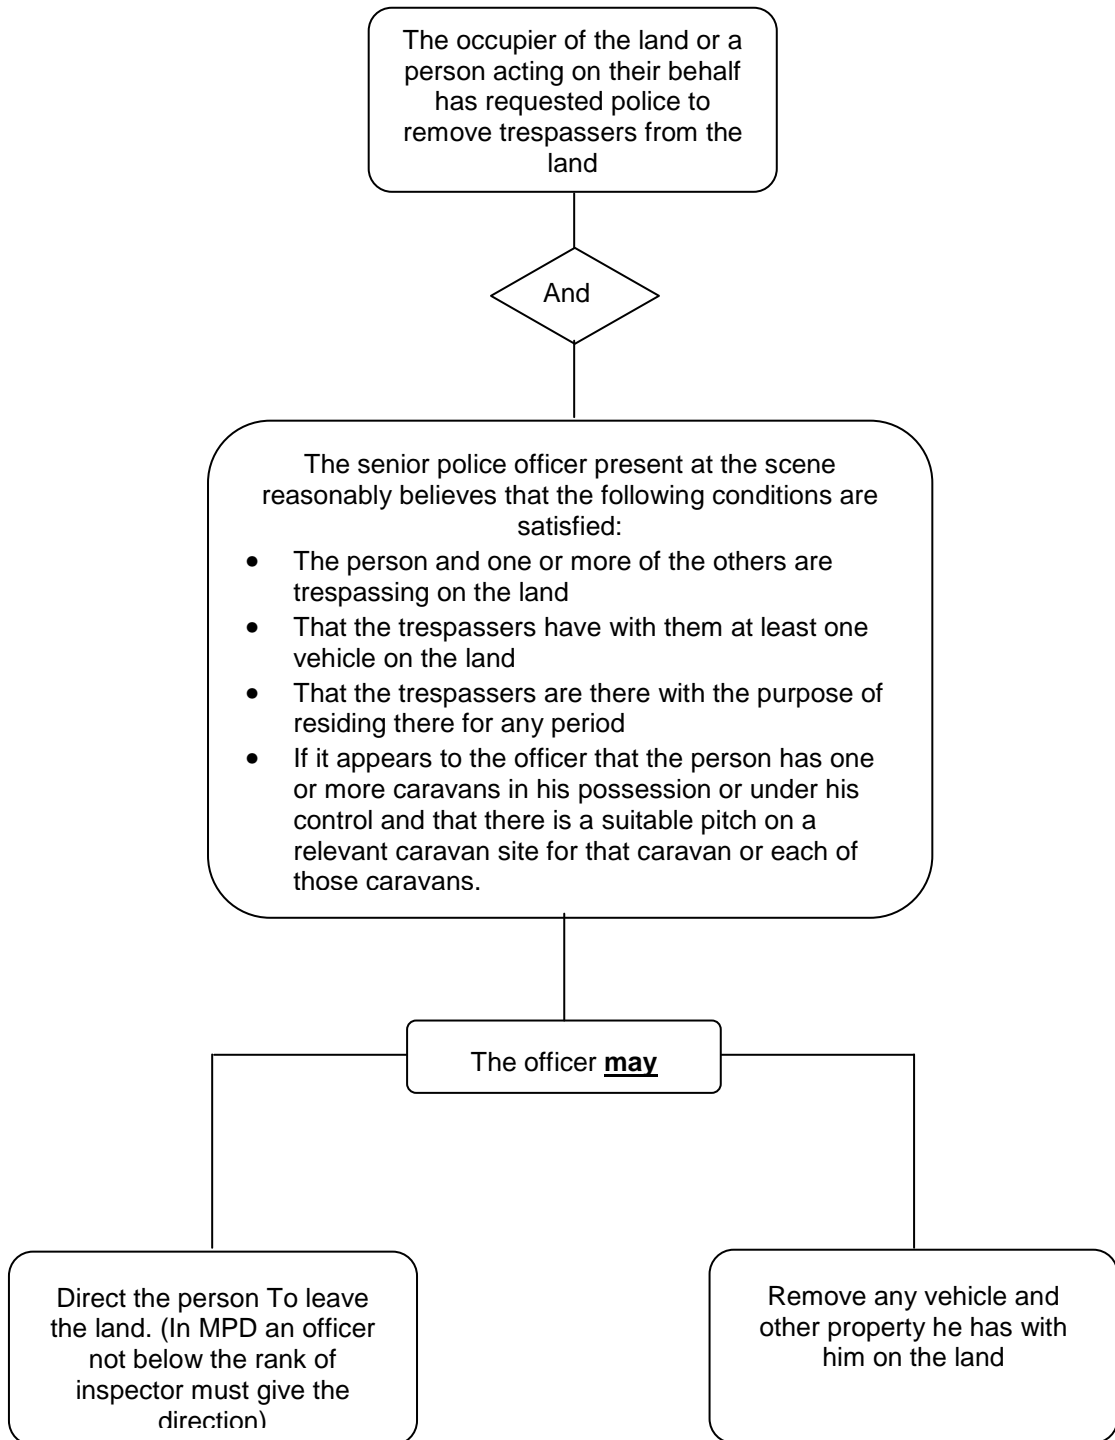 The occupier of the land or a
person acting on their behalf
has requested police to
remove trespassers from the
land
And
The senior police officer present at the scene
reasonably believes that the following conditions are
satisfied:
• The person and one or more of the others are
trespassing on the land
• That the trespassers have with them at least one
vehicle on the land
• That the trespassers are there with the purpose of
residing there for any period
• If it appears to the officer that the person has one
or more caravans in his possession or under his
control and that there is a suitable pitch on a
relevant caravan site for that caravan or each of
those caravans.
The officer may
Direct the person To leave
the land. (In MPD an officer
not below the rank of
inspector must give the
direction)
Remove any vehicle and
other property he has with
him on the land